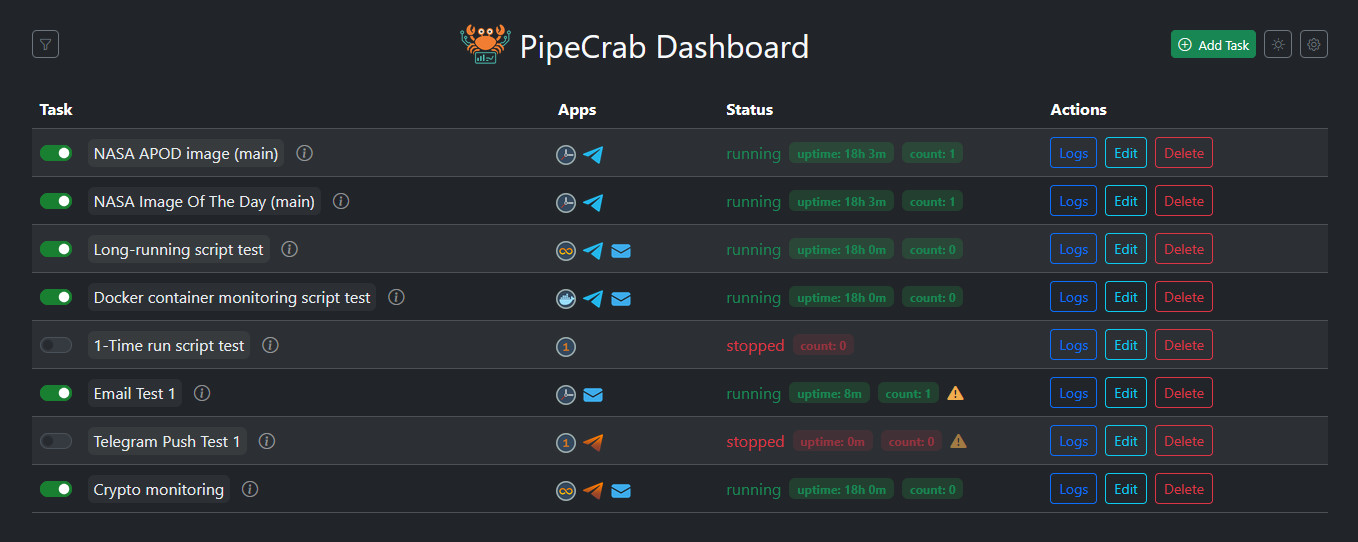 PipeCrab Dashboard
Add Task
Task Apps Status Actions
NASA APOD image (main) running uptime: 18h 3m count: 1 Logs Edit Delete
NASA Image Of The Day (main) running uptime: 18h 3m count: 1 Logs Edit Delete
Long-running script test running uptime: 18h 0m count: 0 Logs Edit Delete
Docker container monitoring script test running uptime: 18h 0m count: 0 Logs Edit Delete
1-Time run script test 1 stopped count: 0 Logs Edit Delete
Email Test 1 running uptime: 8m count: 1 Logs Edit Delete
Telegram Push Test 1 1 stopped uptime: 0m count: 0 Logs Edit Delete
Crypto monitoring running uptime: 18h 0m count: 0 Logs Edit Delete